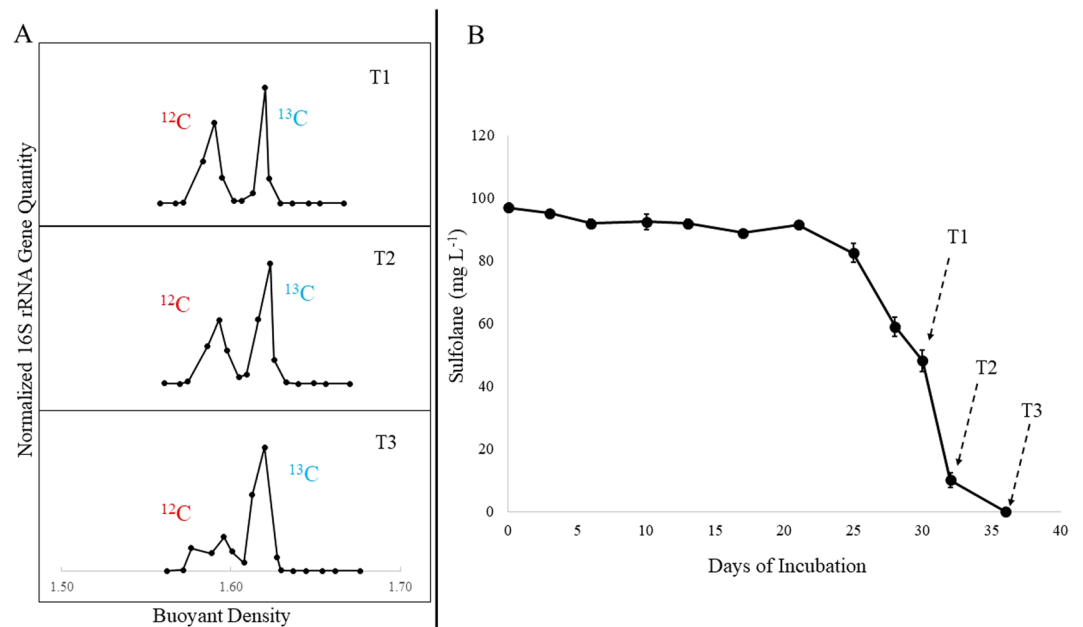 A
Normalized 16S rRNA Gene Quantity
T1
¹²C
¹³C
T2
¹²C
¹³C
T3
¹²C
¹³C
1.50
1.60
1.70
Buoyant Density
B
Sulfolane (mg L⁻¹)
120
100
80
60
40
20
0
T1
T2
T3
0
5
10
15
20
25
30
35
40
Days of Incubation